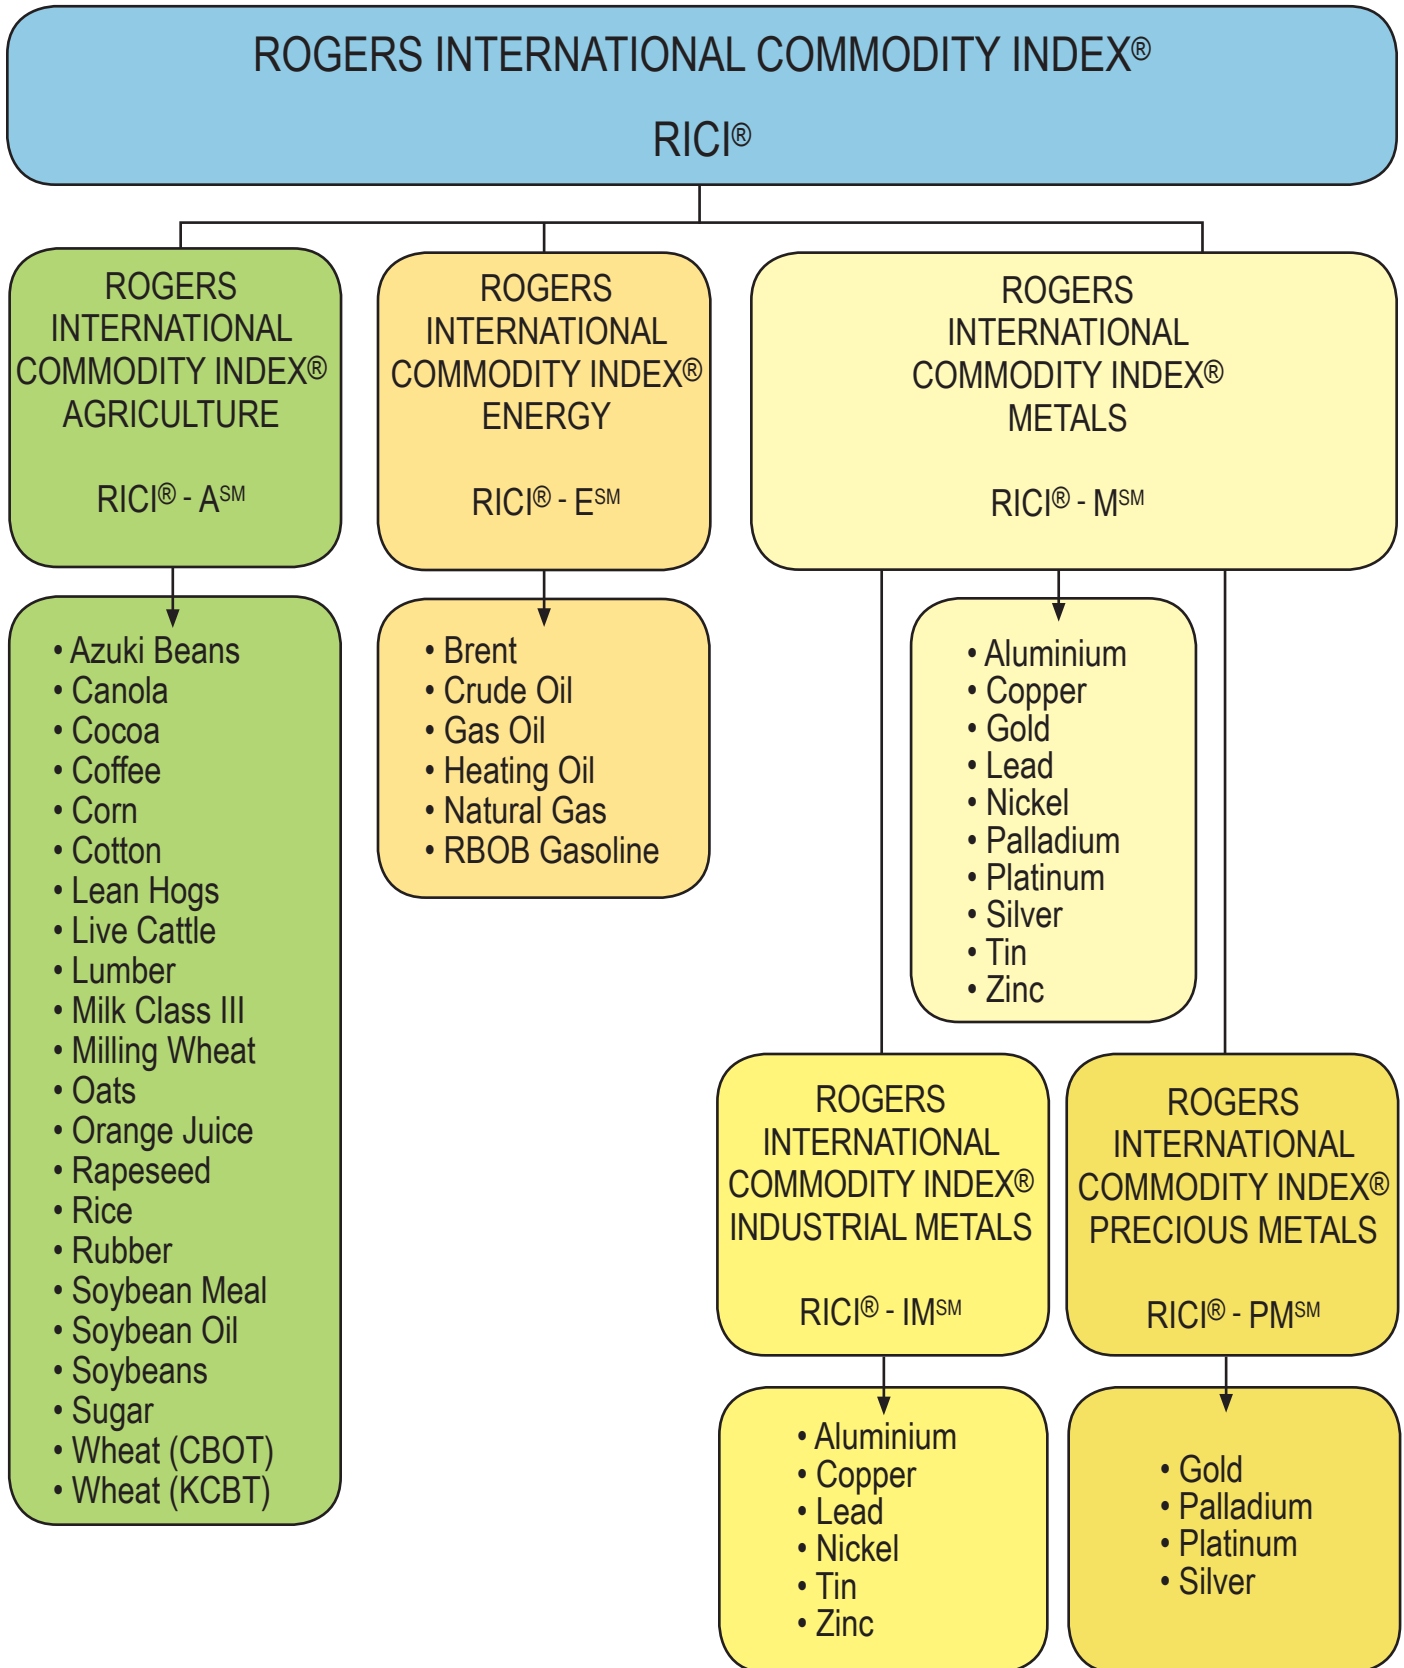 ROGERS INTERNATIONAL COMMODITY INDEX®
RICI®
ROGERS
INTERNATIONAL
COMMODITY INDEX®
AGRICULTURE
RICI® - ASM
• Azuki Beans
• Canola
• Cocoa
• Coffee
• Corn
• Cotton
• Lean Hogs
• Live Cattle
• Lumber
• Milk Class III
• Milling Wheat
• Oats
• Orange Juice
• Rapeseed
• Rice
• Rubber
• Soybean Meal
• Soybean Oil
• Soybeans
• Sugar
• Wheat (CBOT)
• Wheat (KCBT)
ROGERS
INTERNATIONAL
COMMODITY INDEX®
ENERGY
RICI® - ESM
• Brent
• Crude Oil
• Gas Oil
• Heating Oil
• Natural Gas
• RBOB Gasoline
ROGERS
INTERNATIONAL
COMMODITY INDEX®
METALS
RICI® - MSM
• Aluminium
• Copper
• Gold
• Lead
• Nickel
• Palladium
• Platinum
• Silver
• Tin
• Zinc
ROGERS
INTERNATIONAL
COMMODITY INDEX®
INDUSTRIAL METALS
RICI® - IMSM
• Aluminium
• Copper
• Lead
• Nickel
• Tin
• Zinc
ROGERS
INTERNATIONAL
COMMODITY INDEX®
PRECIOUS METALS
RICI® - PMSM
• Gold
• Palladium
• Platinum
• Silver